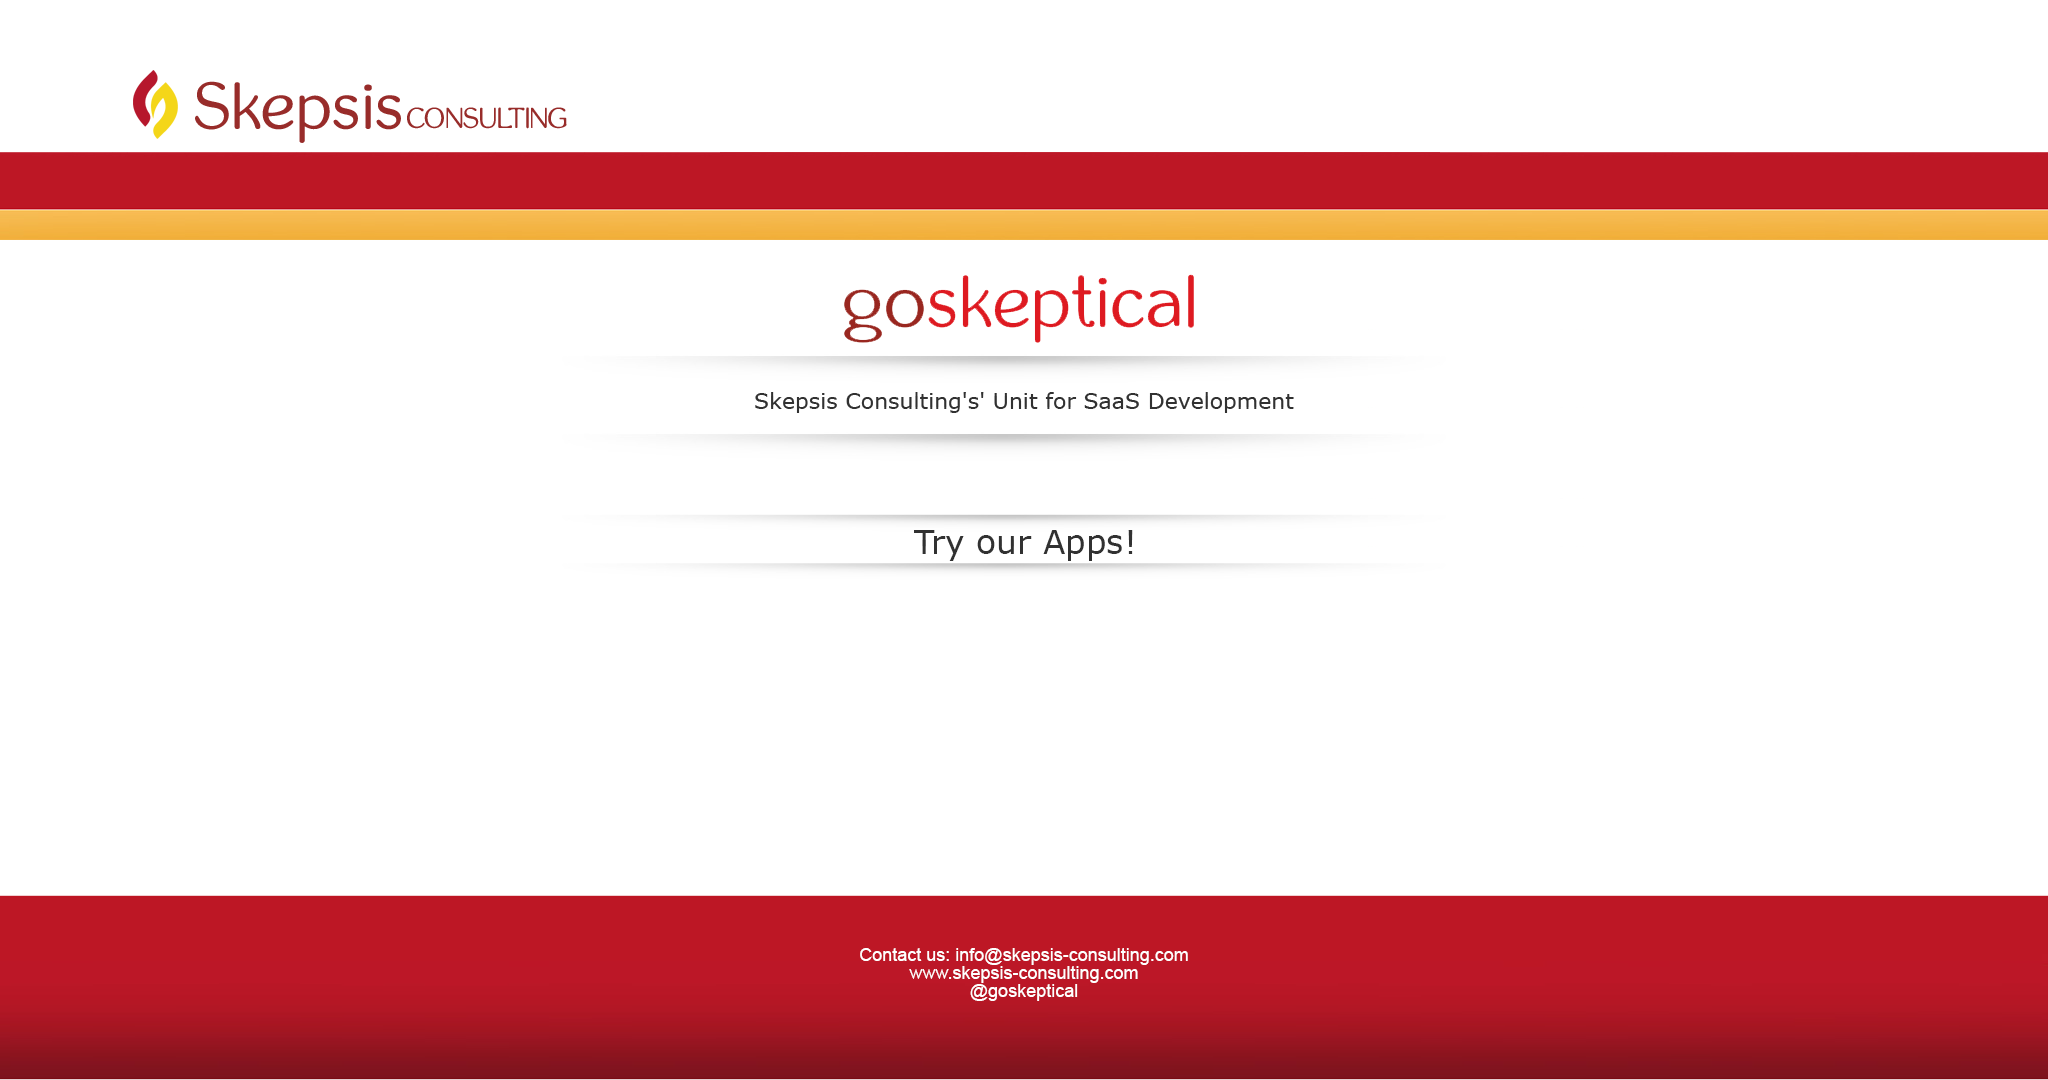 Skepsis CONSULTING
goskeptical
Skepsis Consulting's' Unit for SaaS Development
Try our Apps!
Contact us: info@skepsis-consulting.com
www.skepsis-consulting.com
@goskeptical